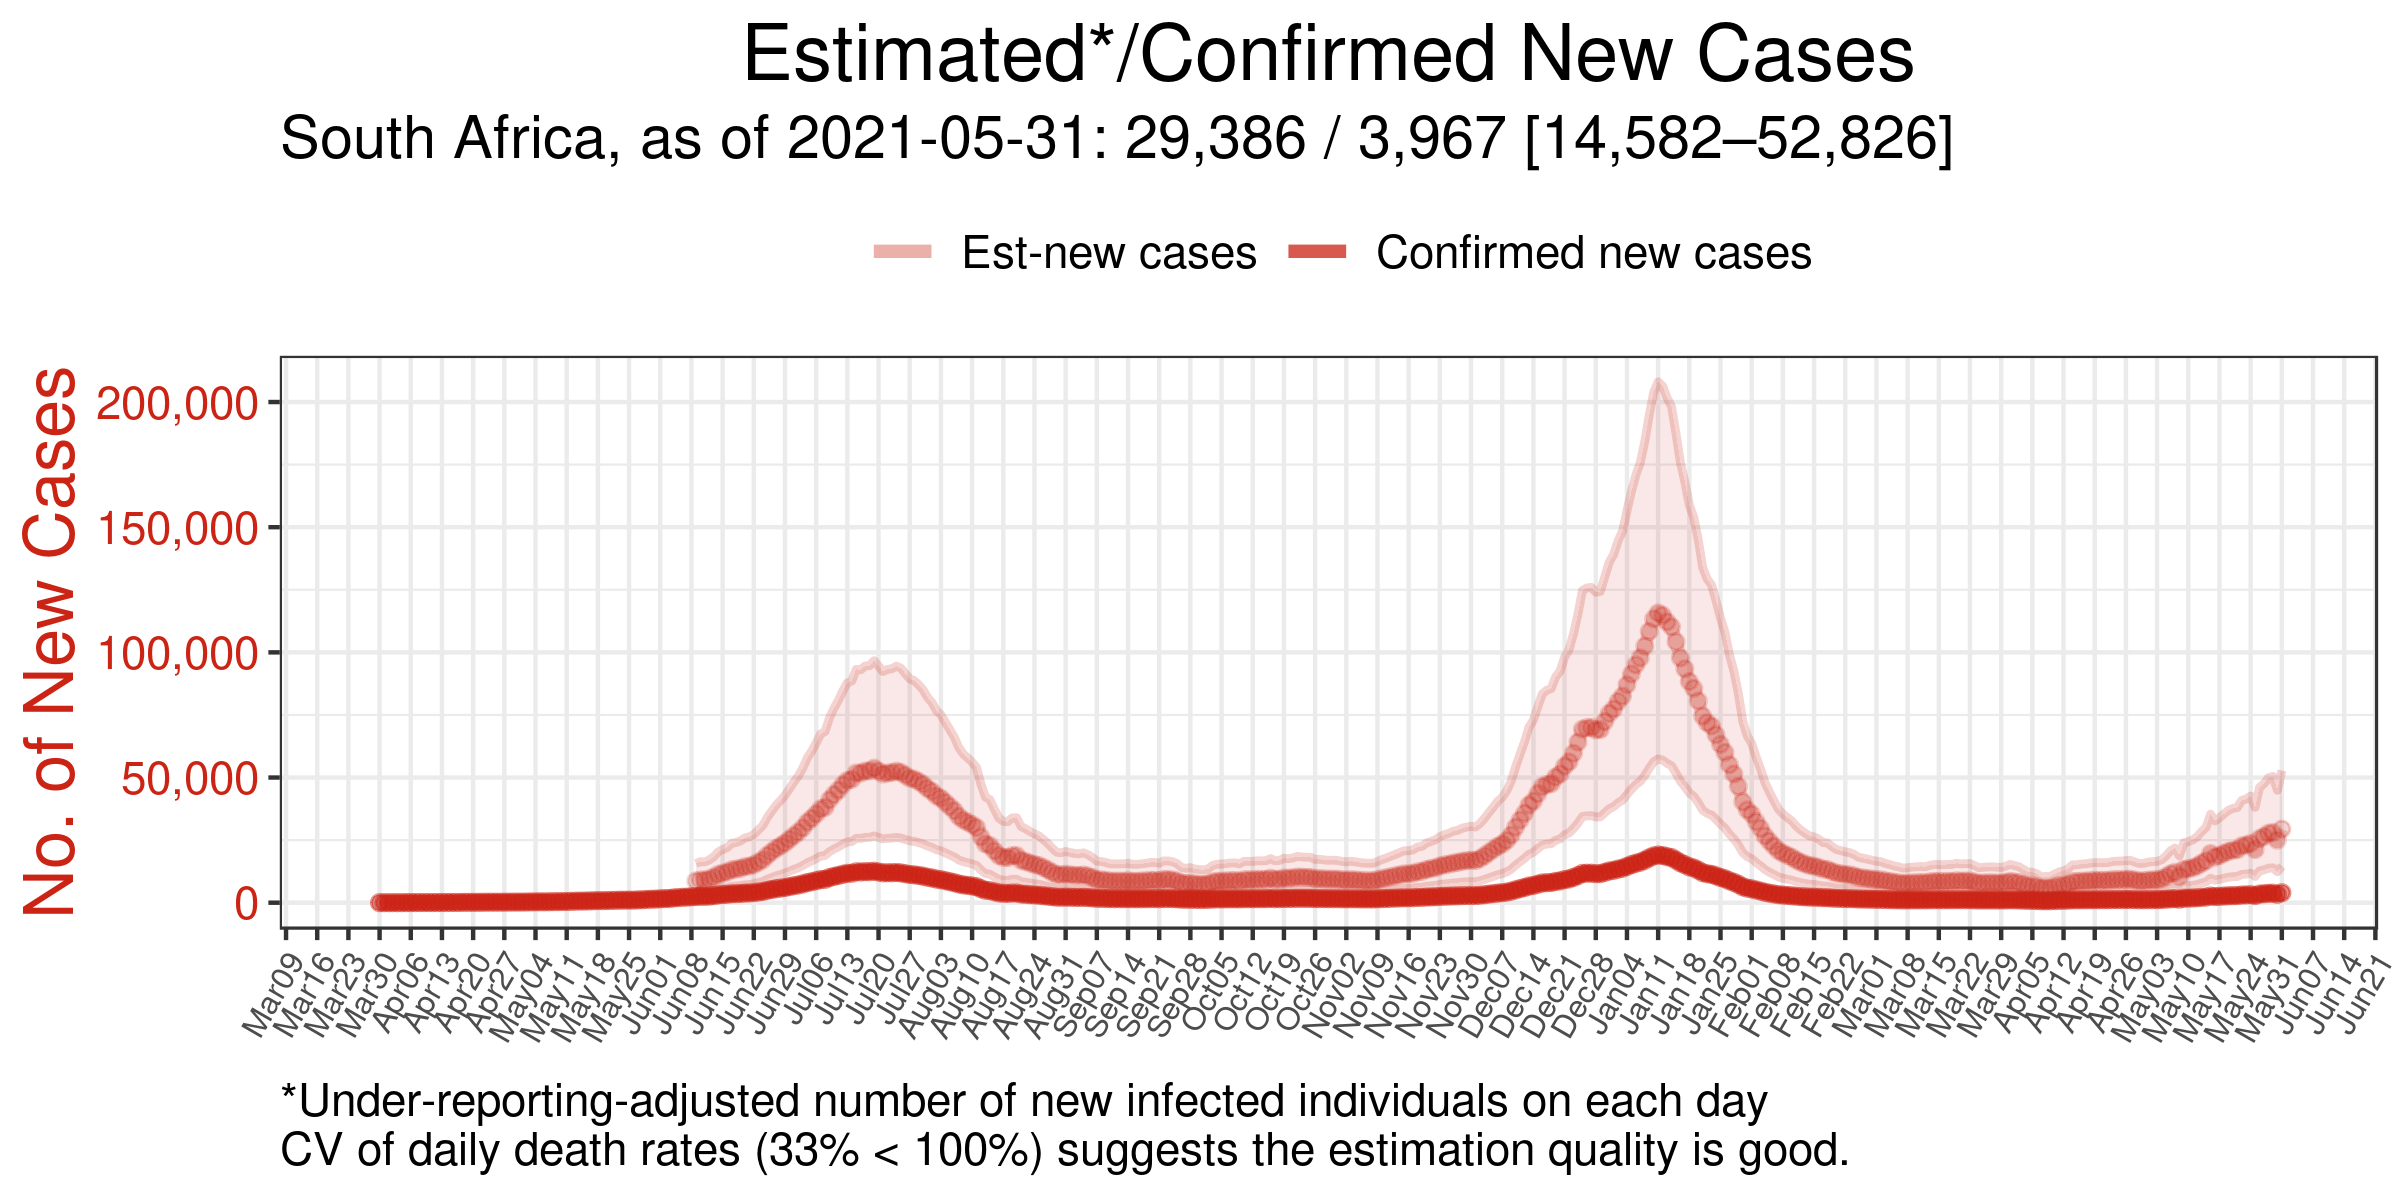 Estimated*/Confirmed New Cases
South Africa, as of 2021-05-31: 29,386 / 3,967 [14,582–52,826]
Est-new cases Confirmed new cases
No. of New Cases
200,000
150,000
100,000
50,000
0
Mar09 Mar16 Mar23 Mar30 Apr06 Apr13 Apr20 Apr27 May04 May11 May18 May25 Jun01 Jun08 Jun15 Jun22 Jun29 Jul06 Jul13 Jul20 Jul27 Aug03 Aug10 Aug17 Aug24 Aug31 Sep07 Sep14 Sep21 Sep28 Oct05 Oct12 Oct19 Oct26 Nov02 Nov09 Nov16 Nov23 Nov30 Dec07 Dec14 Dec21 Dec28 Jan04 Jan11 Jan18 Jan25 Feb01 Feb08 Feb15 Feb22 Mar01 Mar08 Mar15 Mar22 Mar29 Apr05 Apr12 Apr19 Apr26 May03 May10 May17 May24 May31 Jun07 Jun14 Jun21
*Under-reporting-adjusted number of new infected individuals on each day
CV of daily death rates (33% < 100%) suggests the estimation quality is good.